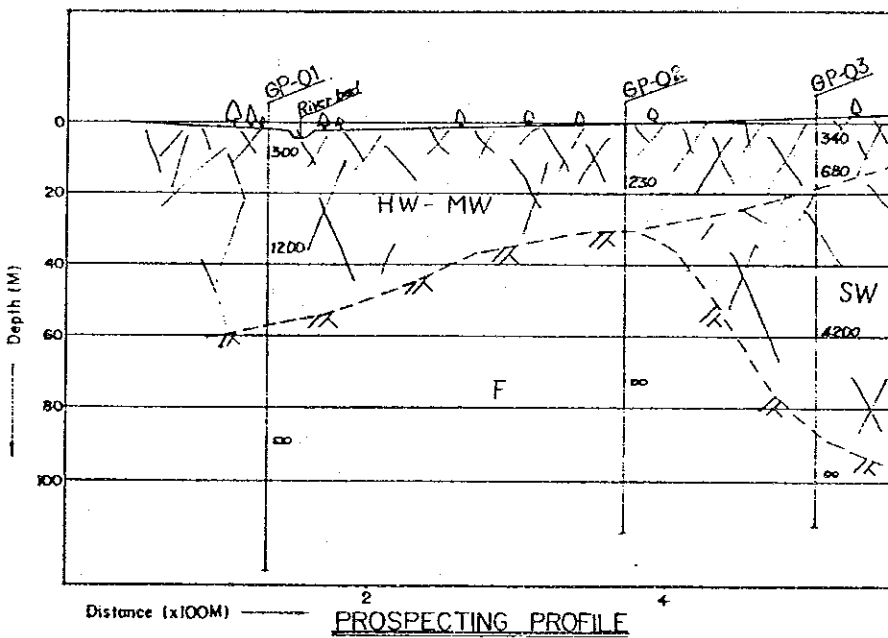 GP-01
GP-02
GP-03
River bed
0
20
40
60
80
100
Depth (M)
300
1200
∞
230
∞
340
680
4200
∞
HW-MW
SW
F
2
4
Distance (x100M)
PROSPECTING PROFILE